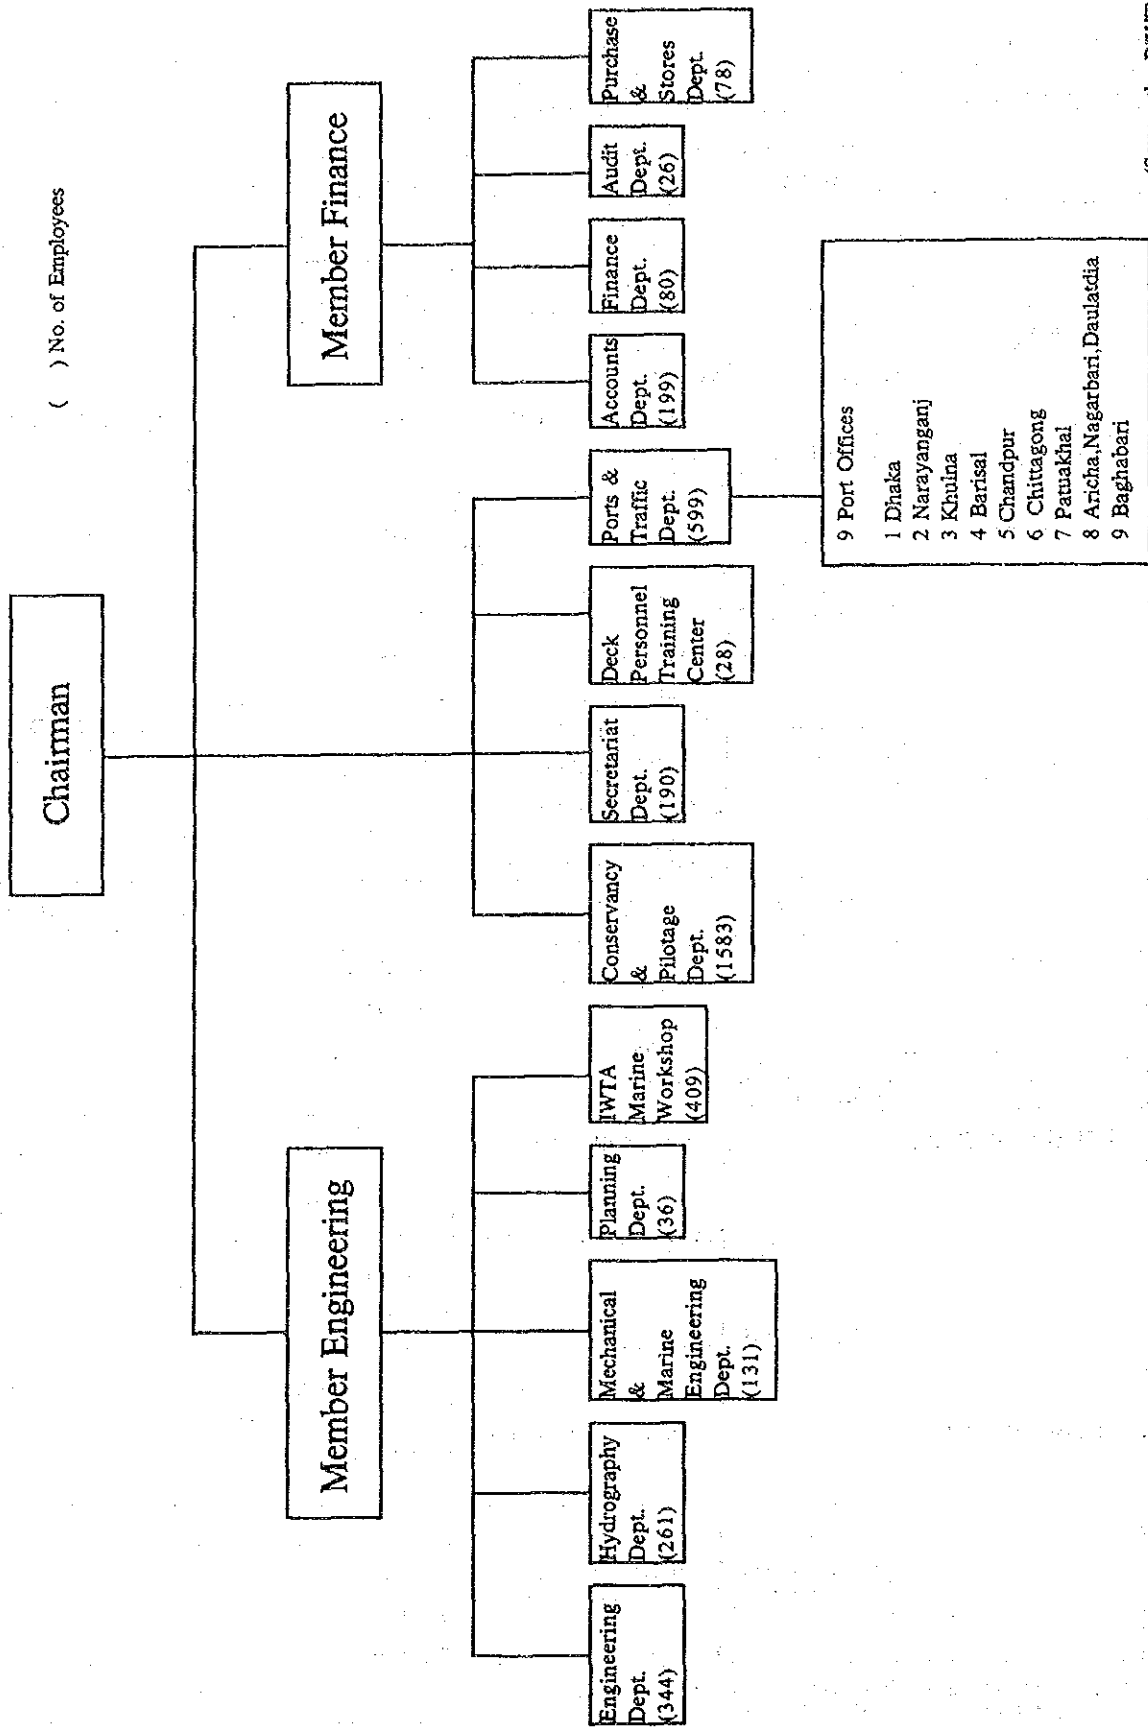 ( ) No. of Employees
Chairman
Member Engineering
Member Finance
Engineering
Dept.
(344)
Hydrography
Dept.
(261)
Mechanical
&
Marine
Engineering
Dept.
(131)
Planning
Dept.
(36)
IWTA
Marine
Workshop
(409)
Conservancy
&
Pilotage
Dept.
(1583)
Secretariat
Dept.
(190)
Deck
Personnel
Training
Center
(28)
Ports &
Traffic
Dept.
(599)
Accounts
Dept.
(199)
Finance
Dept.
(80)
Audit
Dept.
(26)
Purchase
&
Stores
Dept.
(78)
9 Port Offices
1 Dhaka
2 Narayanganj
3 Khulna
4 Barisal
5 Chandpur
6 Chittagong
7 Patuakhal
8 Aricha,Nagarbari,Daulatdia
9 Baghabari